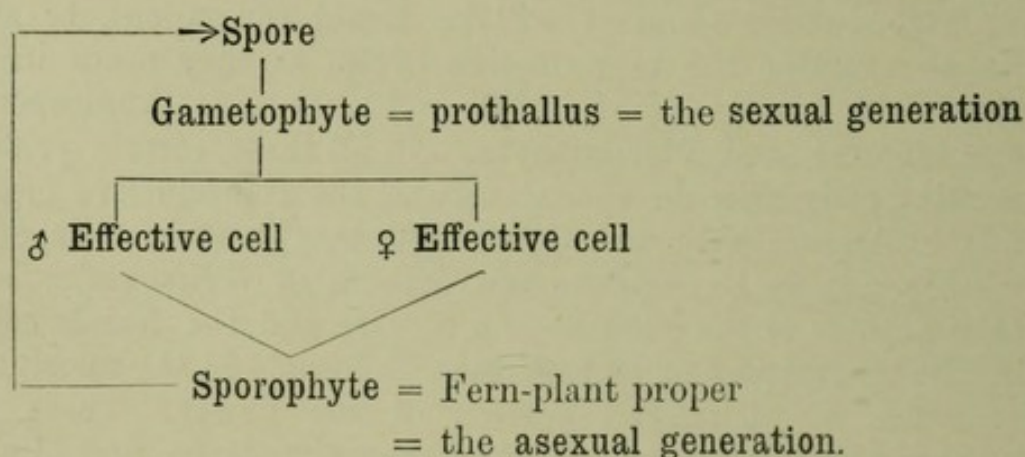 →Spore
Gametophyte = prothallus = the sexual generation
♂ Effective cell ♀ Effective cell
Sporophyte = Fern-plant proper
= the asexual generation.